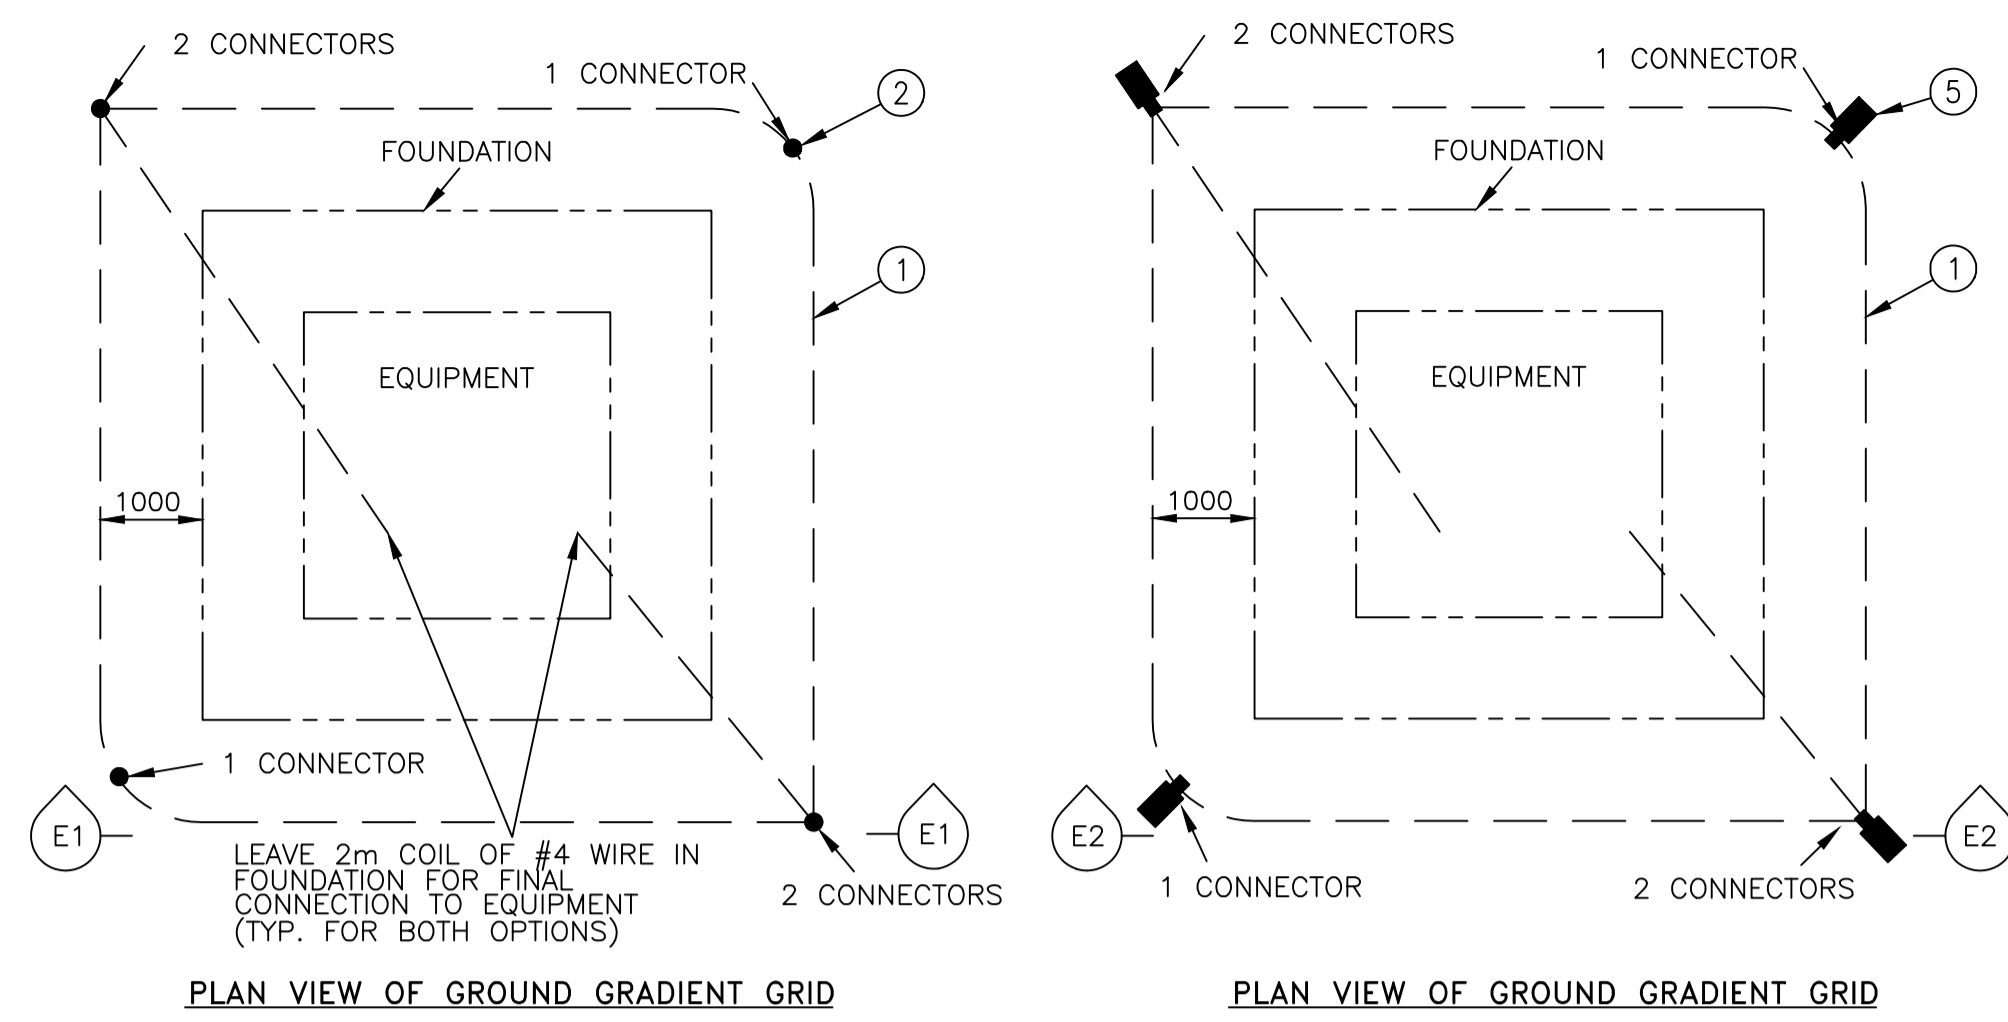 2 CONNECTORS
1 CONNECTOR
2
FOUNDATION
1
EQUIPMENT
1000
1 CONNECTOR
E1
E1
LEAVE 2m COIL OF #4 WIRE IN
FOUNDATION FOR FINAL
CONNECTION TO EQUIPMENT
(TYP. FOR BOTH OPTIONS)
2 CONNECTORS
PLAN VIEW OF GROUND GRADIENT GRID
2 CONNECTORS
1 CONNECTOR
5
FOUNDATION
1
EQUIPMENT
1000
E2
E2
1 CONNECTOR
2 CONNECTORS
PLAN VIEW OF GROUND GRADIENT GRID